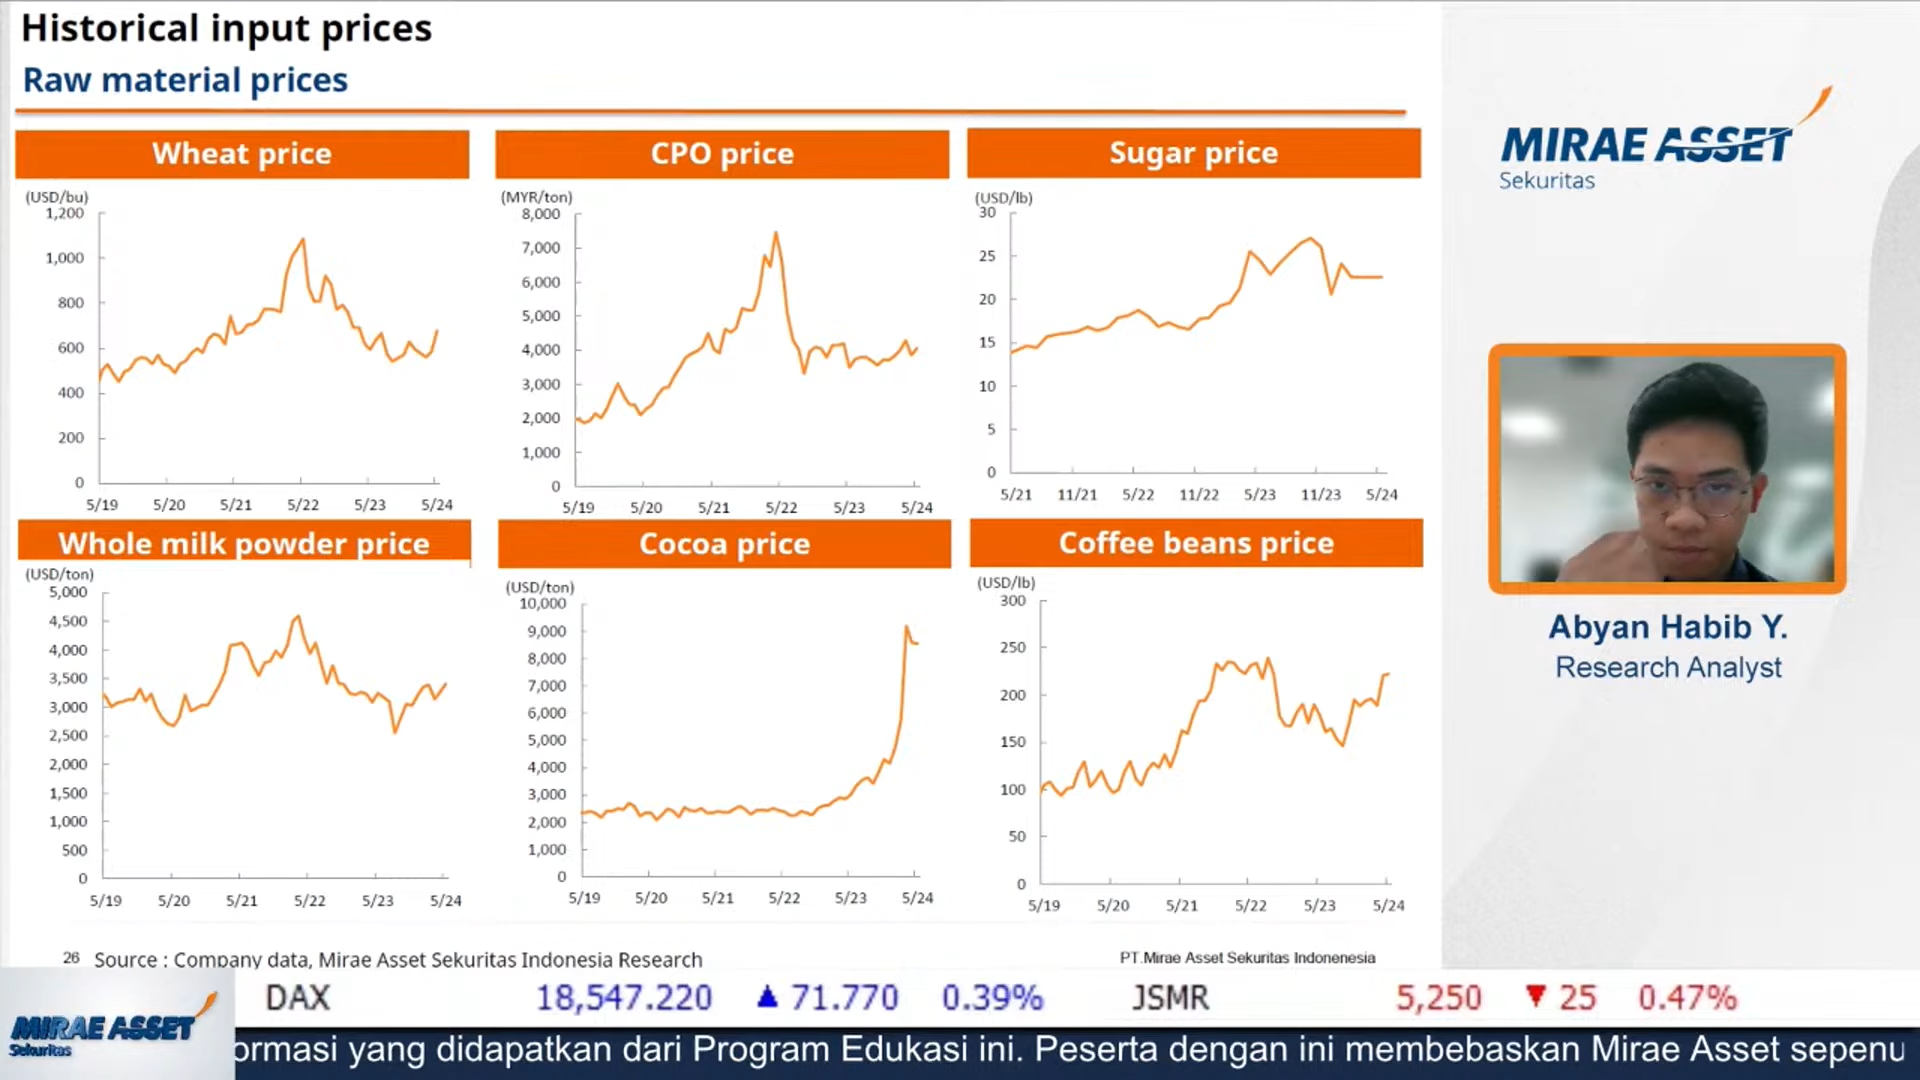 Historical input prices
Raw material prices
Wheat price
(USD/bu)
1,200
1,000
800
600
400
200
0
5/19 5/20 5/21 5/22 5/23 5/24
CPO price
(MYR/ton)
8,000
7,000
6,000
5,000
4,000
3,000
2,000
1,000
0
5/19 5/20 5/21 5/22 5/23 5/24
Sugar price
(USD/lb)
30
25
20
15
10
5
0
5/21 11/21 5/22 11/22 5/23 11/23 5/24
Whole milk powder price
(USD/ton)
5,000
4,500
4,000
3,500
3,000
2,500
2,000
1,500
1,000
500
0
5/19 5/20 5/21 5/22 5/23 5/24
Cocoa price
(USD/ton)
10,000
9,000
8,000
7,000
6,000
5,000
4,000
3,000
2,000
1,000
0
5/19 5/20 5/21 5/22 5/23 5/24
Coffee beans price
(USD/lb)
300
250
200
150
100
50
0
5/19 5/20 5/21 5/22 5/23 5/24
26 Source : Company data, Mirae Asset Sekuritas Indonesia Research
PT.Mirae Asset Sekuritas Indonenesia
MIRAE ASSET
Sekuritas
Abyan Habib Y.
Research Analyst
DAX 18,547.220 ▲ 71.770 0.39% JSMR 5,250 ▼ 25 0.47%
MIRAE ASSET
Sekuritas
ormasi yang didapatkan dari Program Edukasi ini. Peserta dengan ini membebaskan Mirae Asset sepenu